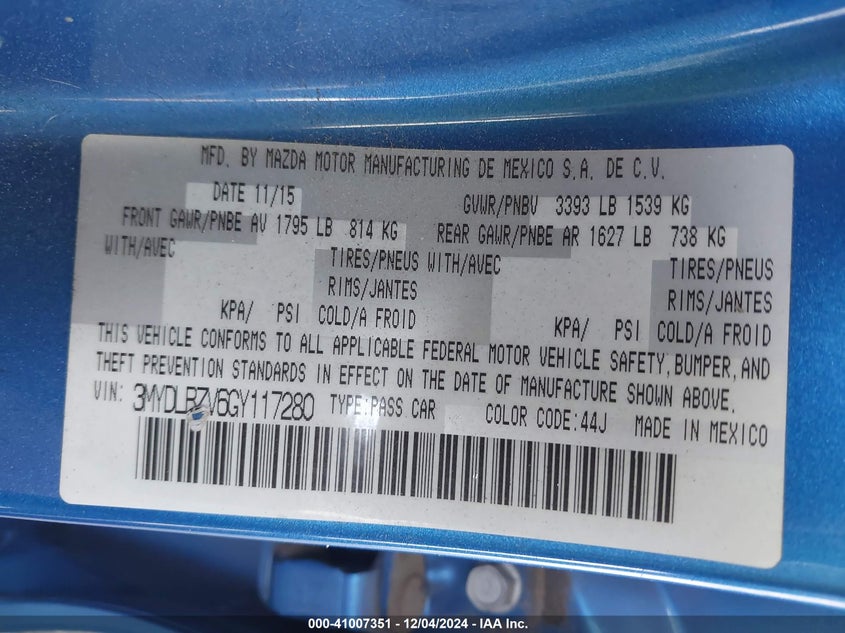 MFD. BY MAZDA MOTOR MANUFACTURING DE MEXICO S.A. DE C.V.
DATE 11/15 GVWR/PNBV 3393 LB 1539 KG
FRONT GAWR/PNBE AV 1795 LB 814 KG REAR GAWR/PNBE AR 1627 LB 738 KG
WITH/AVEC TIRES/PNEUS WITH/AVEC TIRES/PNEUS
RIMS/JANTES RIMS/JANTES
KPA/ PSI COLD/A FROID KPA/ PSI COLD/A FROID
THIS VEHICLE CONFORMS TO ALL APPLICABLE FEDERAL MOTOR VEHICLE SAFETY, BUMPER, AND
THEFT PREVENTION STANDARDS IN EFFECT ON THE DATE OF MANUFACTURE SHOWN ABOVE.
VIN: 3MYDLBZV6GY117280 TYPE:PASS CAR COLOR CODE:44J MADE IN MEXICO
000-41007351 - 12/04/2024 - IAA Inc.